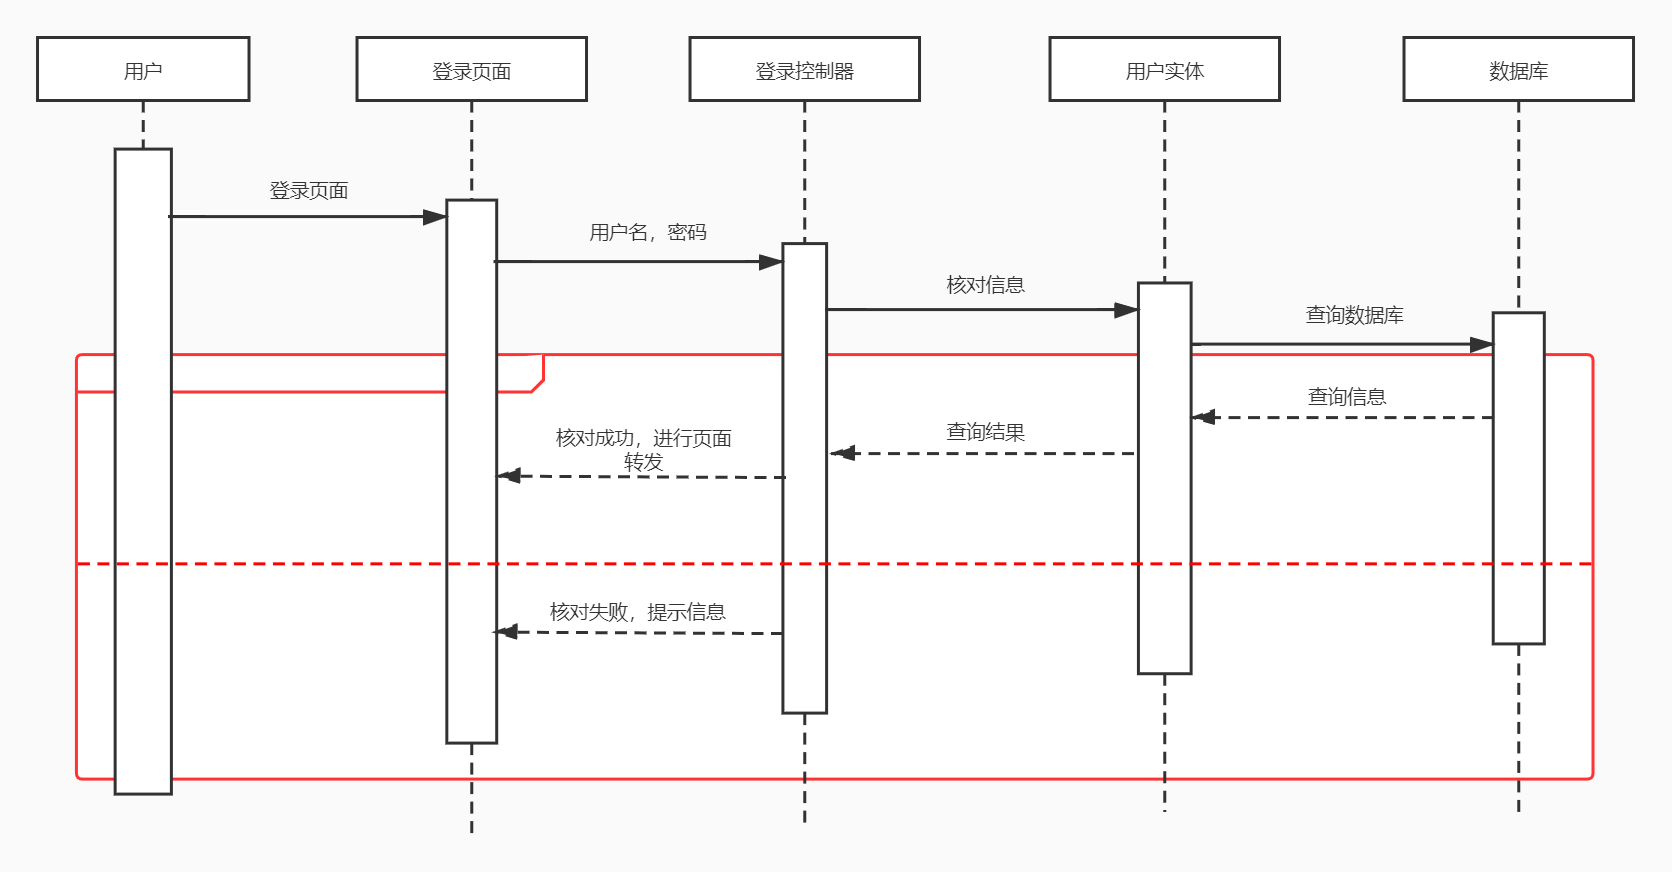 用户
登录页面
登录控制器
用户实体
数据库
登录页面
用户名，密码
核对信息
查询数据库
查询信息
查询结果
核对成功，进行页面
转发
核对失败，提示信息